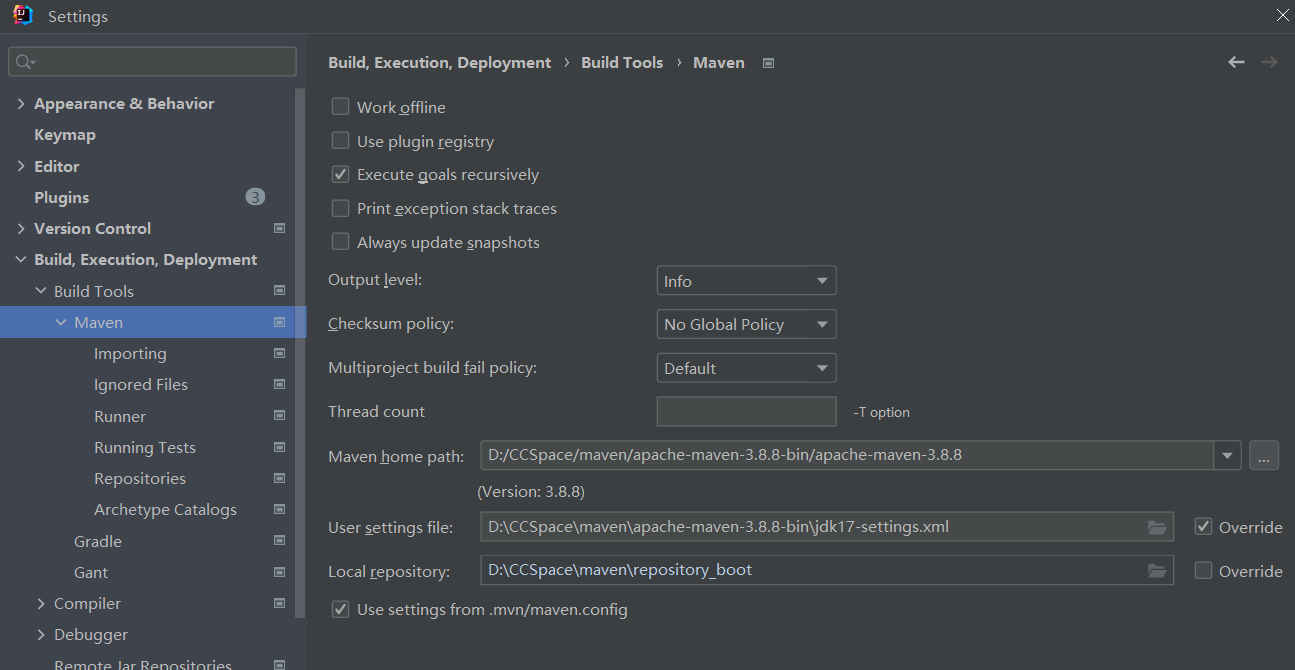 Settings
Build, Execution, Deployment › Build Tools › Maven
Appearance & Behavior
Keymap
Editor
Plugins 3
Version Control
Build, Execution, Deployment
Build Tools
Maven
Importing
Ignored Files
Runner
Running Tests
Repositories
Archetype Catalogs
Gradle
Gant
Compiler
Debugger
Remote Jar Repositories
Work offline
Use plugin registry
Execute goals recursively
Print exception stack traces
Always update snapshots
Output level: Info
Checksum policy: No Global Policy
Multiproject build fail policy: Default
Thread count -T option
Maven home path: D:/CCSpace/maven/apache-maven-3.8.8-bin/apache-maven-3.8.8 ...
(Version: 3.8.8)
User settings file: D:\CCSpace\maven\apache-maven-3.8.8-bin\jdk17-settings.xml Override
Local repository: D:\CCSpace\maven\repository_boot Override
Use settings from .mvn/maven.config